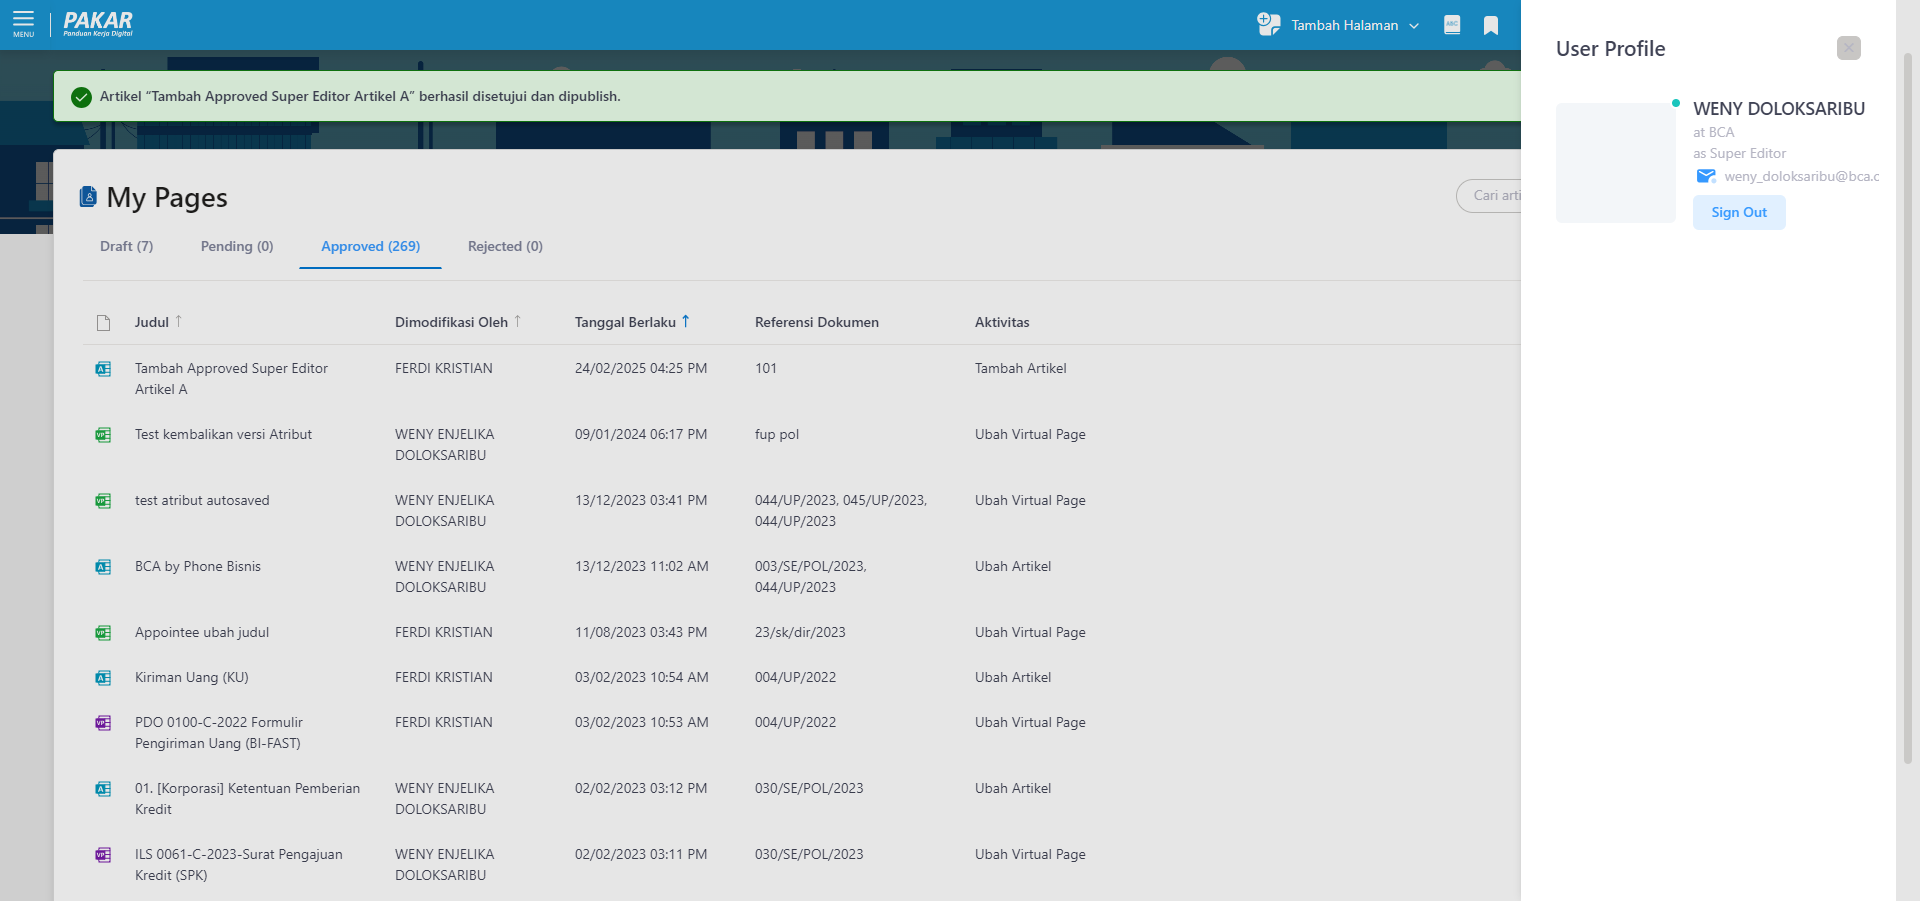 MENU
PAKAR
Panduan Kerja Digital
Tambah Halaman
ABC
Artikel “Tambah Approved Super Editor Artikel A” berhasil disetujui dan dipublish.
My Pages
Cari arti
Draft (7)
Pending (0)
Approved (269)
Rejected (0)
Judul
Dimodifikasi Oleh
Tanggal Berlaku
Referensi Dokumen
Aktivitas
Tambah Approved Super Editor
Artikel A
FERDI KRISTIAN
24/02/2025 04:25 PM
101
Tambah Artikel
Test kembalikan versi Atribut
WENY ENJELIKA
DOLOKSARIBU
09/01/2024 06:17 PM
fup pol
Ubah Virtual Page
test atribut autosaved
WENY ENJELIKA
DOLOKSARIBU
13/12/2023 03:41 PM
044/UP/2023, 045/UP/2023,
044/UP/2023
Ubah Virtual Page
BCA by Phone Bisnis
WENY ENJELIKA
DOLOKSARIBU
13/12/2023 11:02 AM
003/SE/POL/2023,
044/UP/2023
Ubah Artikel
Appointee ubah judul
FERDI KRISTIAN
11/08/2023 03:43 PM
23/sk/dir/2023
Ubah Virtual Page
Kiriman Uang (KU)
FERDI KRISTIAN
03/02/2023 10:54 AM
004/UP/2022
Ubah Artikel
PDO 0100-C-2022 Formulir
Pengiriman Uang (BI-FAST)
FERDI KRISTIAN
03/02/2023 10:53 AM
004/UP/2022
Ubah Virtual Page
01. [Korporasi] Ketentuan Pemberian
Kredit
WENY ENJELIKA
DOLOKSARIBU
02/02/2023 03:12 PM
030/SE/POL/2023
Ubah Artikel
ILS 0061-C-2023-Surat Pengajuan
Kredit (SPK)
WENY ENJELIKA
DOLOKSARIBU
02/02/2023 03:11 PM
030/SE/POL/2023
Ubah Virtual Page
User Profile
WENY DOLOKSARIBU
at BCA
as Super Editor
weny_doloksaribu@bca.c
Sign Out